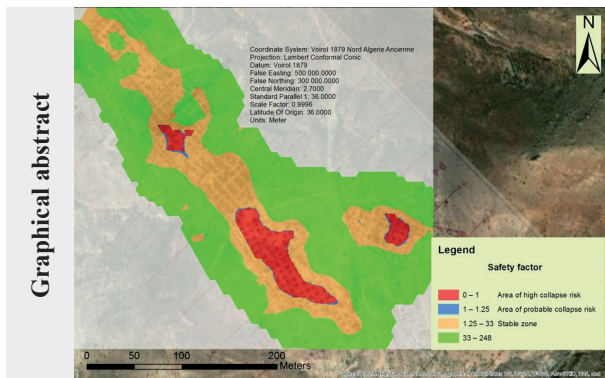 Graphical abstract
Coordinate System: Voirol 1879 Nord Algerie Ancienne
Projection: Lambert Conformal Conic
Datum: Voirol 1879
False Easting: 500 000.0000
False Northing: 300 000.0000
Central Meridian: 2.7000
Standard Parallel 1: 36.0000
Scale Factor: 0.9996
Latitude Of Origin: 36.0000
Units: Meter
N
Legend
Safety factor
0 – 1 Area of high collapse risk
1 – 1.25 Area of probable collapse risk
1.25 – 33 Stable zone
33 – 248
0 50 100 200
Meters